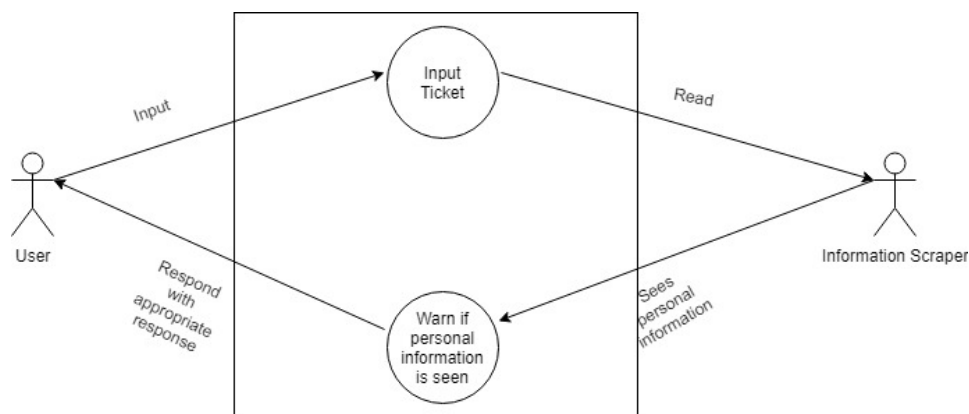 Input
Ticket
Input
Read
User
Information Scraper
Respond
with
appropriate
response
Sees
personal
information
Warn if
personal
information
is seen